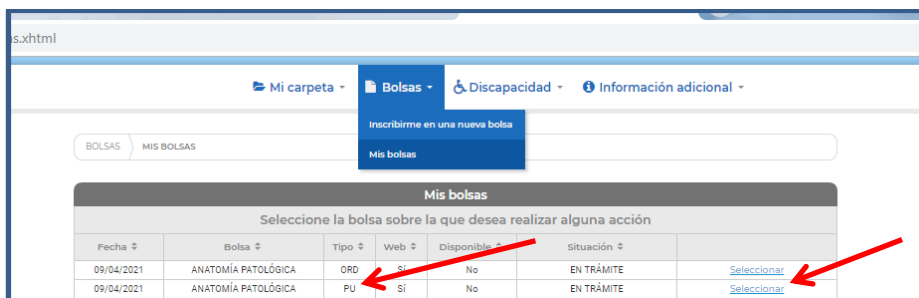 is.xhtml
Mi carpeta Bolsas Discapacidad Información adicional
Inscribirme en una nueva bolsa
Mis bolsas
BOLSAS MIS BOLSAS
Mis bolsas
Seleccione la bolsa sobre la que desea realizar alguna acción
Fecha Bolsa Tipo Web Disponible Situación
09/04/2021 ANATOMÍA PATOLÓGICA ORD Sí No EN TRÁMITE Seleccionar
09/04/2021 ANATOMÍA PATOLÓGICA PU Sí No EN TRÁMITE Seleccionar